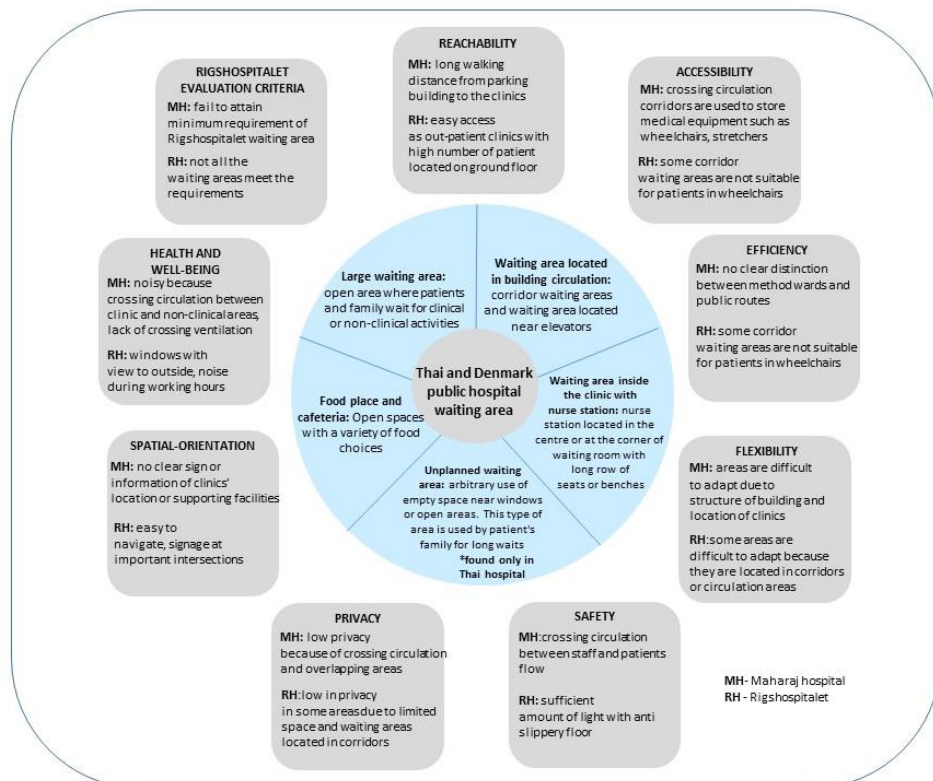 REACHABILITY
MH: long walking
distance from parking
building to the clinics
RH: easy access
as out-patient clinics with
high number of patient
located on ground floor
RIGSHOSPITALET
EVALUATION CRITERIA
MH: fail to attain
minimum requirement of
Rigshospitalet waiting area
RH: not all the
waiting areas meet the
requirements
ACCESSIBILITY
MH: crossing circulation
corridors are used to store
medical equipment such as
wheelchairs, stretchers
RH: some corridor
waiting areas are not suitable
for patients in wheelchairs
HEALTH AND
WELL-BEING
MH: noisy because
crossing circulation between
clinic and non-clinical areas,
lack of crossing ventilation
RH: windows with
view to outside, noise
during working hours
Large waiting area:
open area where patients
and family wait for clinical
or non-clinical activities
Waiting area located
in building circulation:
corridor waiting areas
and waiting area located
near elevators
EFFICIENCY
MH: no clear distinction
between method wards and
public routes
RH: some corridor
waiting areas are not suitable
for patients in wheelchairs
Thai and Denmark
public hospital
waiting area
Food place and
cafeteria: Open spaces
with a variety of food
choices
Waiting area inside
the clinic with
nurse station: nurse
station located in the
centre or at the corner of
waiting room with
long row of
seats or benches
Unplanned waiting
area: arbitrary use of
empty space near windows
or open areas. This type of
area is used by patient's
family for long waits
*found only in
Thai hospital
SPATIAL-ORIENTATION
MH: no clear sign or
information of clinics'
location or supporting facilities
RH: easy to
navigate, signage at
important intersections
FLEXIBILITY
MH: areas are difficult
to adapt due to
structure of building and
location of clinics
RH:some areas are
difficult to adapt because
they are located in corridors
or circulation areas
PRIVACY
MH: low privacy
because of crossing circulation
and overlapping areas
RH:low in privacy
in some areasdue to limited
space and waiting areas
located in corridors
SAFETY
MH:crossing circulation
between staff and patients
flow
RH: sufficient
amount of light with anti
slippery floor
MH- Maharaj hospital
RH - Rigshospitalet